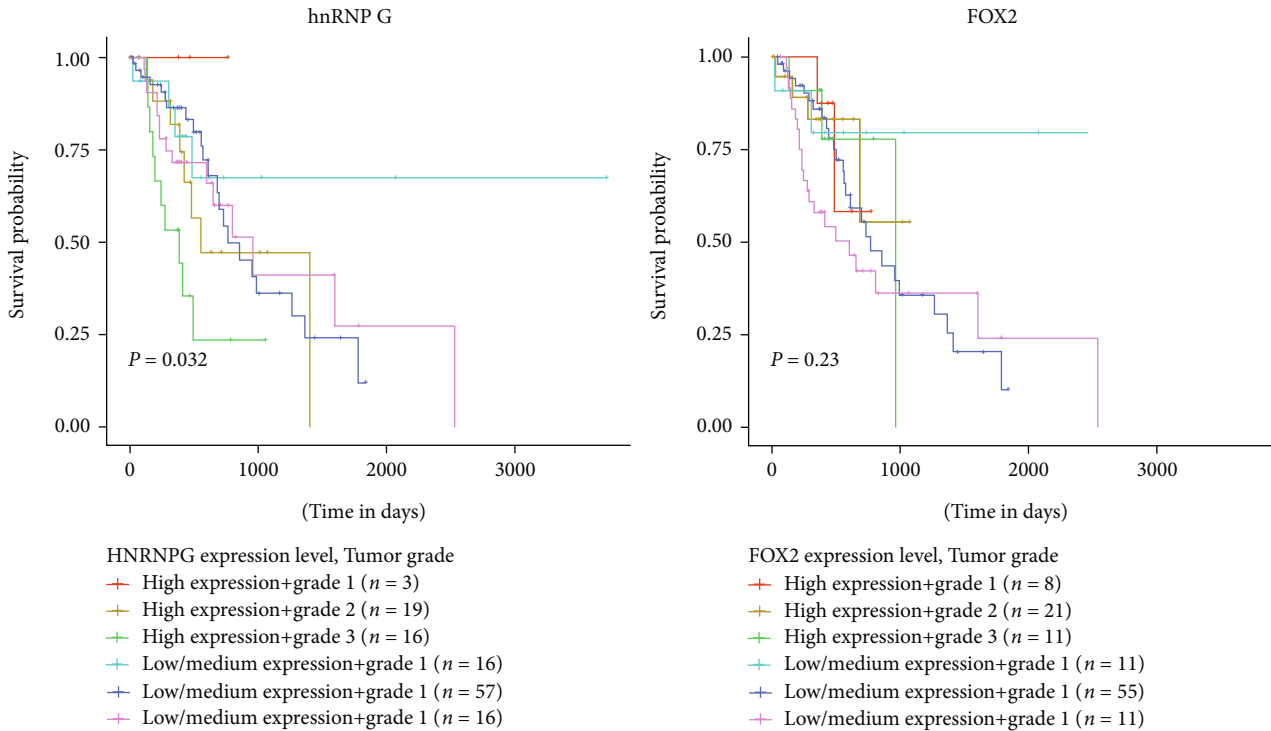 hnRNP G
1.00
0.75
0.50
0.25
0.00
Survival probability
P = 0.032
0 1000 2000 3000
(Time in days)
HNRNPG expression level, Tumor grade
High expression+grade 1 (n = 3)
High expression+grade 2 (n = 19)
High expression+grade 3 (n = 16)
Low/medium expression+grade 1 (n = 16)
Low/medium expression+grade 1 (n = 57)
Low/medium expression+grade 1 (n = 16)
FOX2
1.00
0.75
0.50
0.25
0.00
Survival probability
P = 0.23
0 1000 2000 3000
(Time in days)
FOX2 expression level, Tumor grade
High expression+grade 1 (n = 8)
High expression+grade 2 (n = 21)
High expression+grade 3 (n = 11)
Low/medium expression+grade 1 (n = 11)
Low/medium expression+grade 1 (n = 55)
Low/medium expression+grade 1 (n = 11)